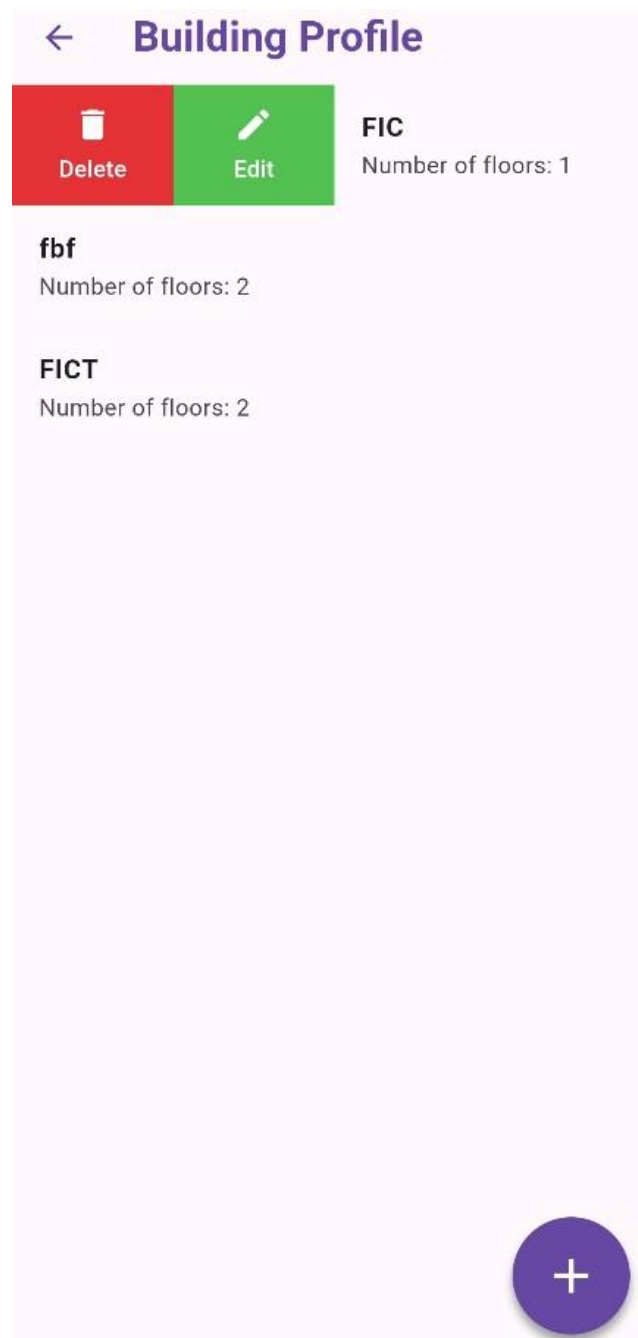 Building Profile
Delete
Edit
FIC
Number of floors: 1
fbf
Number of floors: 2
FICT
Number of floors: 2